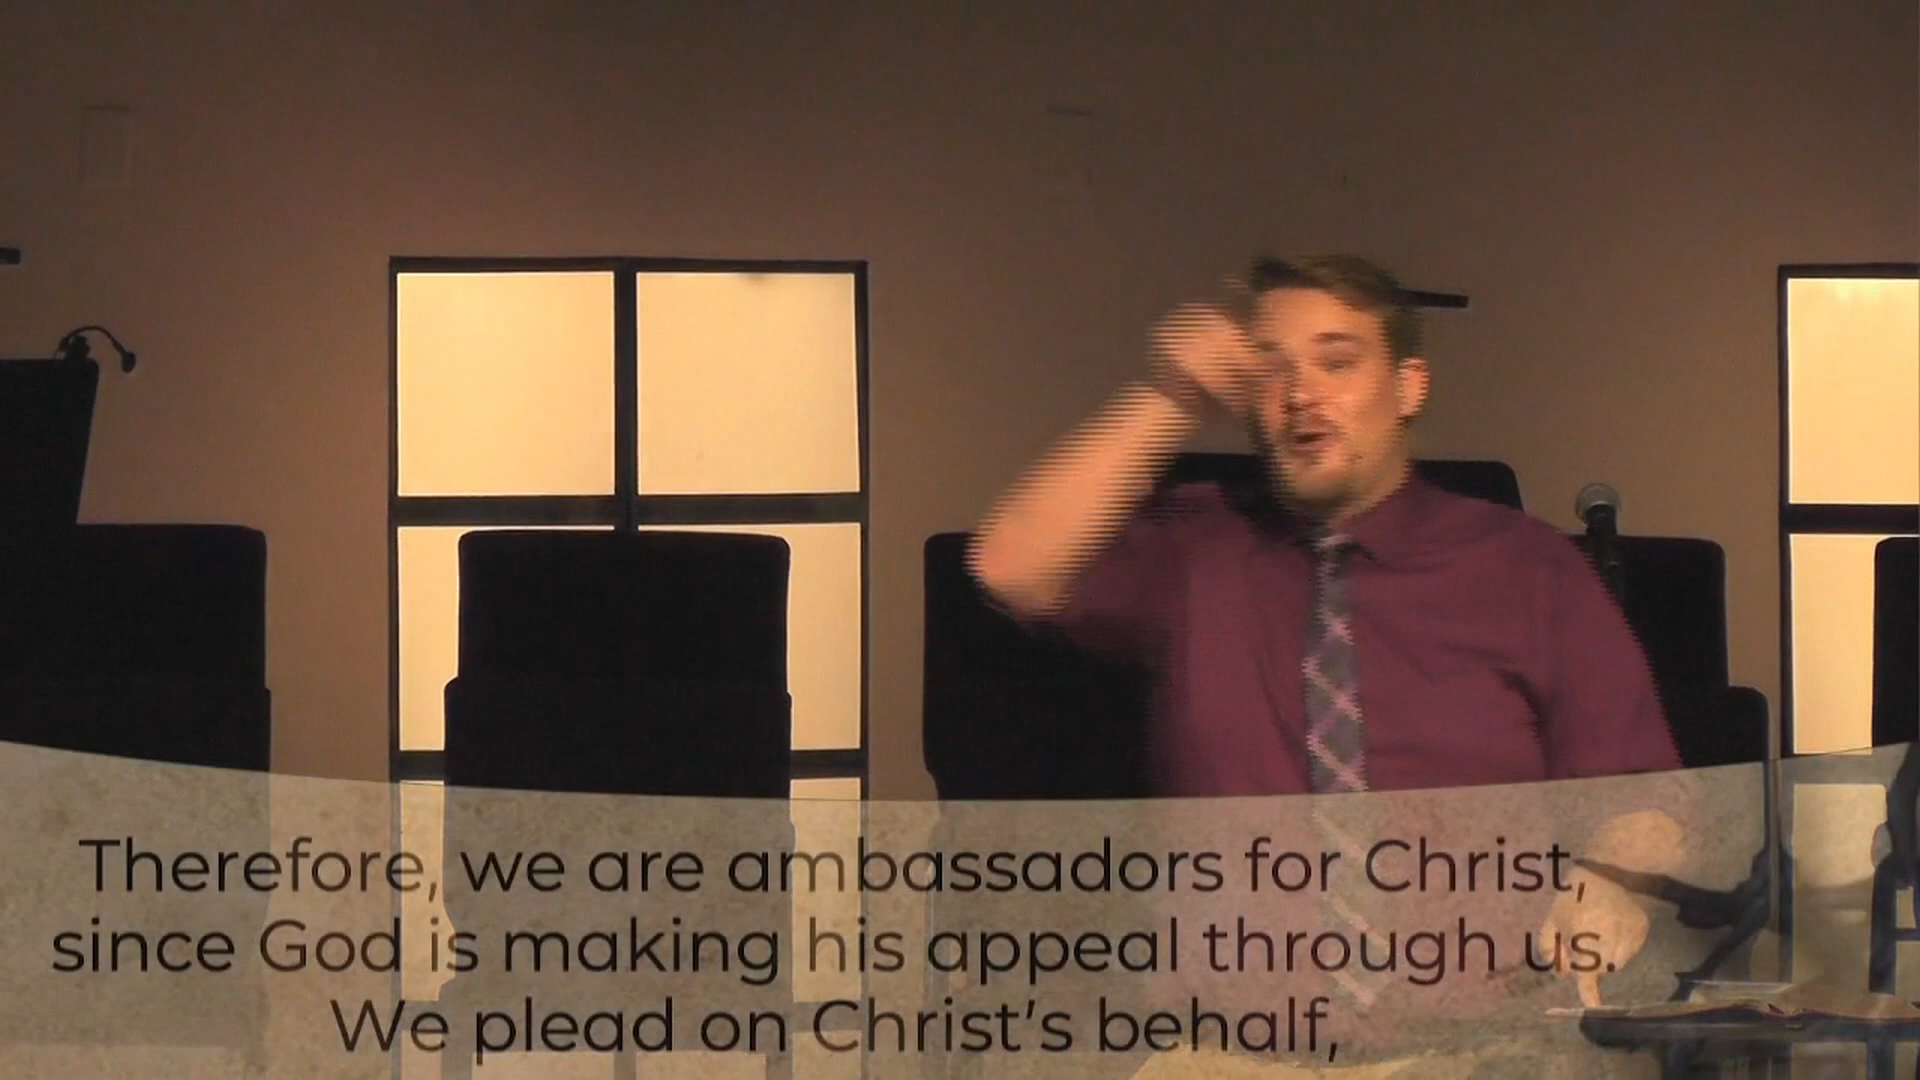 Therefore, we are ambassadors for Christ,
since God is making his appeal through us.
We plead on Christ’s behalf,